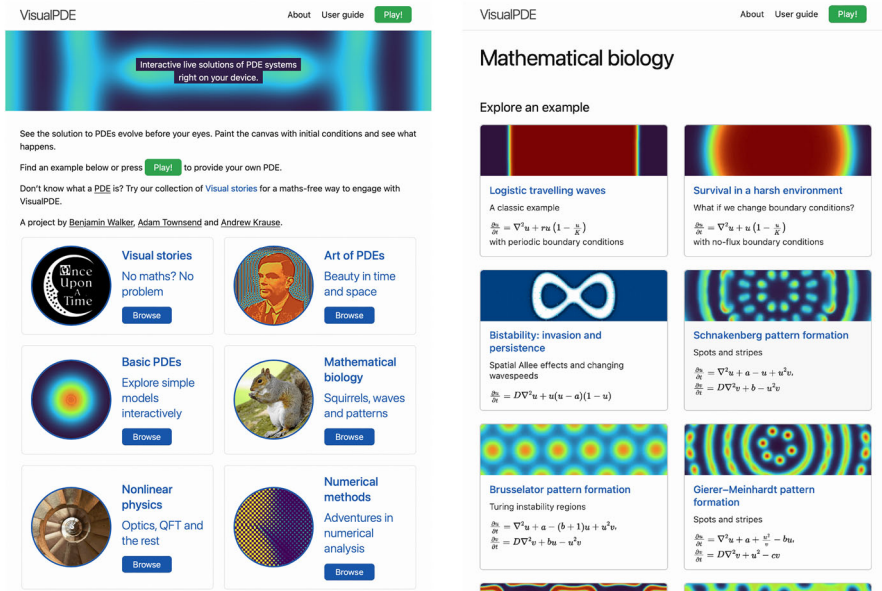 VisualPDE
About User guide Play!
Interactive live solutions of PDE systems
right on your device.
See the solution to PDEs evolve before your eyes. Paint the canvas with initial conditions and see what
happens.
Find an example below or press Play! to provide your own PDE.
Don't know what a PDE is? Try our collection of Visual stories for a maths-free way to engage with
VisualPDE.
A project by Benjamin Walker, Adam Townsend and Andrew Krause.
Once
Upon
A
Time
Visual stories
No maths? No
problem
Browse
Art of PDEs
Beauty in time
and space
Browse
Basic PDEs
Explore simple
models
interactively
Browse
Mathematical
biology
Squirrels, waves
and patterns
Browse
Nonlinear
physics
Optics, QFT and
the rest
Browse
Numerical
methods
Adventures in
numerical
analysis
Browse
VisualPDE
About User guide Play!
Mathematical biology
Explore an example
Logistic travelling waves
A classic example
∂u/∂t = ∇²u + ru(1 − u/K)
with periodic boundary conditions
Survival in a harsh environment
What if we change boundary conditions?
∂u/∂t = ∇²u + u(1 − u/K)
with no-flux boundary conditions
Bistability: invasion and
persistence
Spatial Allee effects and changing
wavespeeds
∂u/∂t = D∇²u + u(u − a)(1 − u)
Schnakenberg pattern formation
Spots and stripes
∂u/∂t = ∇²u + a − u + u²v,
∂v/∂t = D∇²v + b − u²v
Brusselator pattern formation
Turing instability regions
∂u/∂t = ∇²u + a − (b + 1)u + u²v,
∂v/∂t = D∇²v + bu − u²v
Gierer–Meinhardt pattern
formation
Spots and stripes
∂u/∂t = ∇²u + a + u²/v − bu,
∂v/∂t = D∇²v + u² − cv